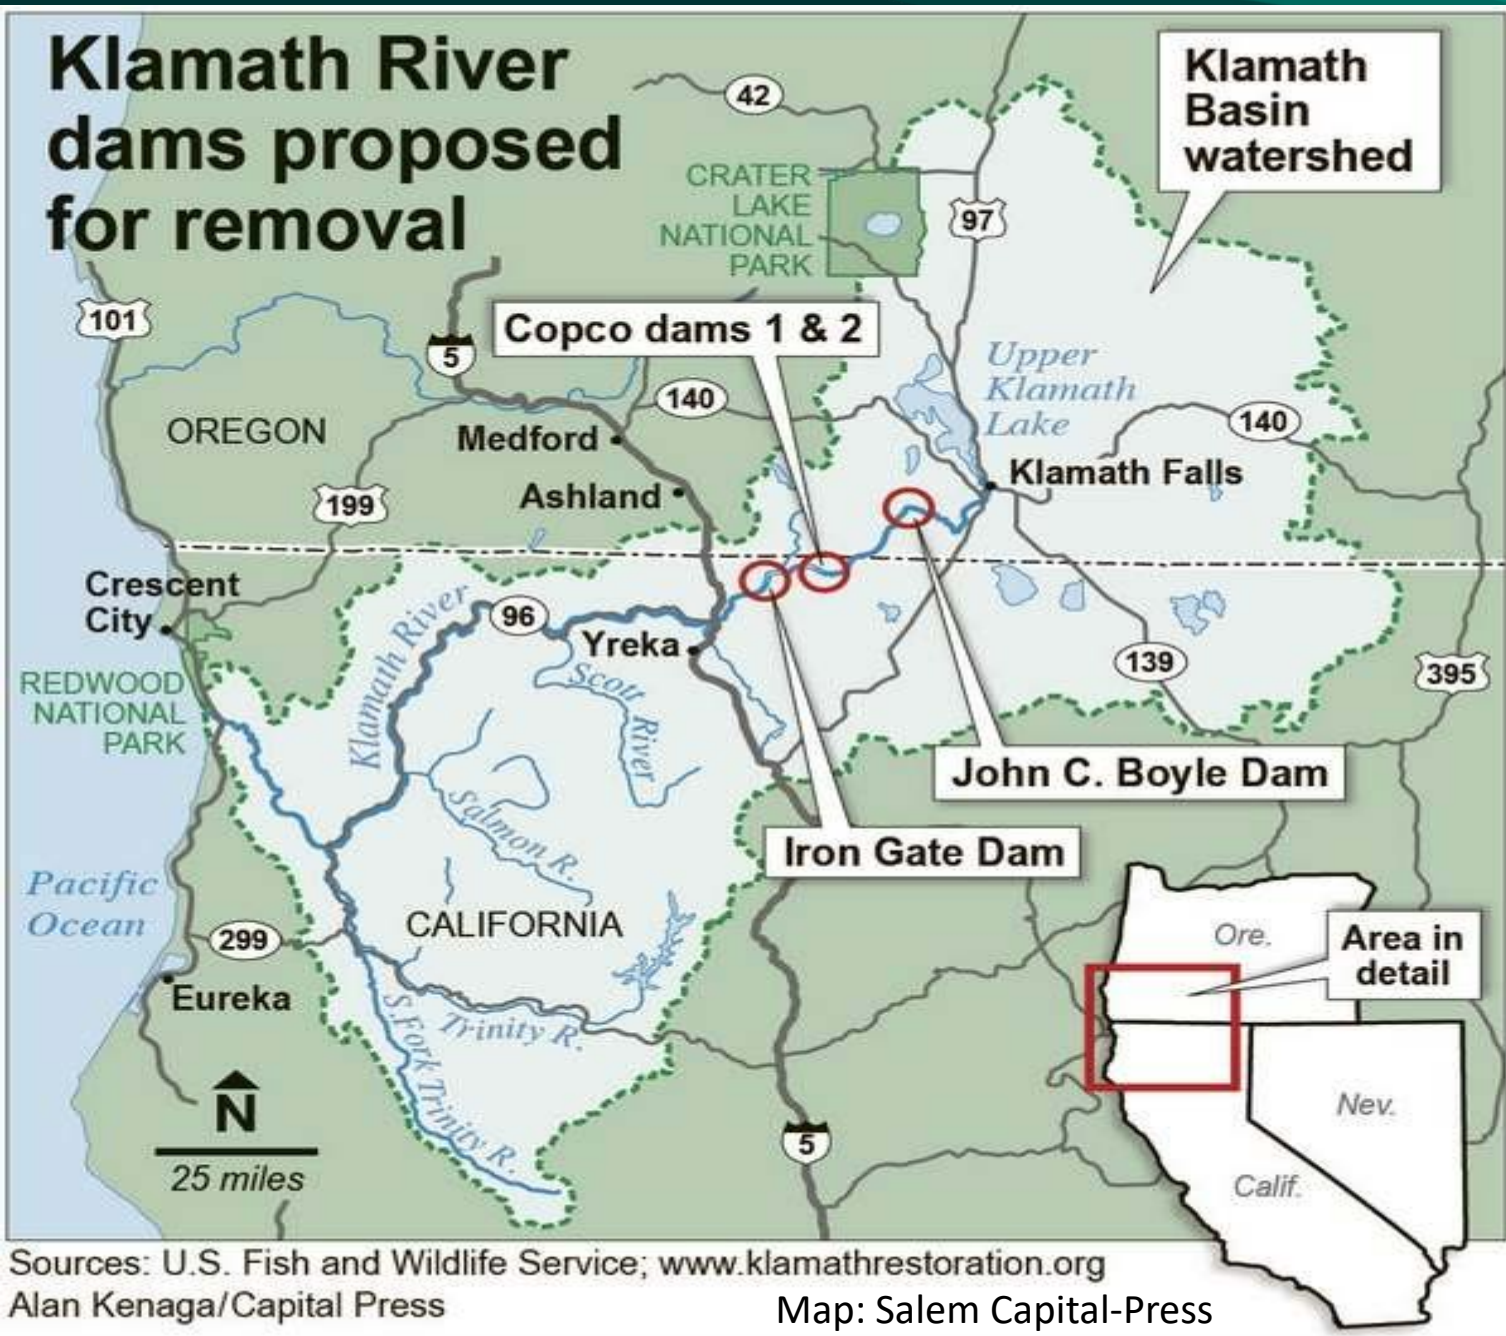 Klamath River
dams proposed
for removal
42
Klamath
Basin
watershed
CRATER
LAKE
NATIONAL
PARK
97
101
5
Copco dams 1 & 2
Upper
Klamath
Lake
140
140
OREGON
Medford
Klamath Falls
Ashland
199
Crescent
City
96
Klamath River
Yreka
Scott
River
139
395
REDWOOD
NATIONAL
PARK
John C. Boyle Dam
Salmon R.
Iron Gate Dam
Pacific
Ocean
CALIFORNIA
299
Ore.
Area in
detail
Eureka
S.Fork Trinity R.
Trinity R.
N
25 miles
5
Nev.
Calif.
Sources: U.S. Fish and Wildlife Service; www.klamathrestoration.org
Alan Kenaga/Capital Press
Map: Salem Capital-Press